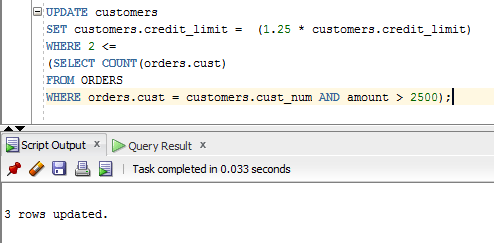 UPDATE customers
SET customers.credit_limit =  (1.25 * customers.credit_limit)
WHERE 2 <=
(SELECT COUNT(orders.cust)
FROM ORDERS
WHERE orders.cust = customers.cust_num AND amount > 2500);
Script Output x Query Result x
Task completed in 0.033 seconds
3 rows updated.